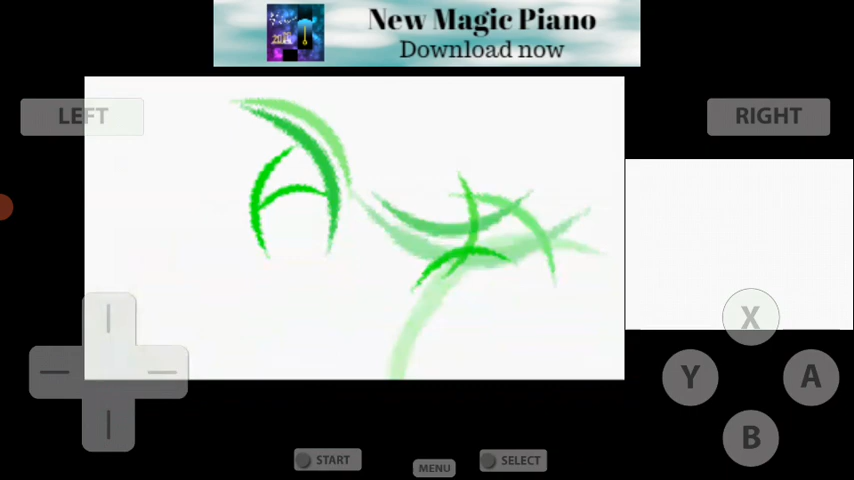 New Magic Piano
Download now
LEFT
RIGHT
X
Y
A
B
START
MENU
SELECT